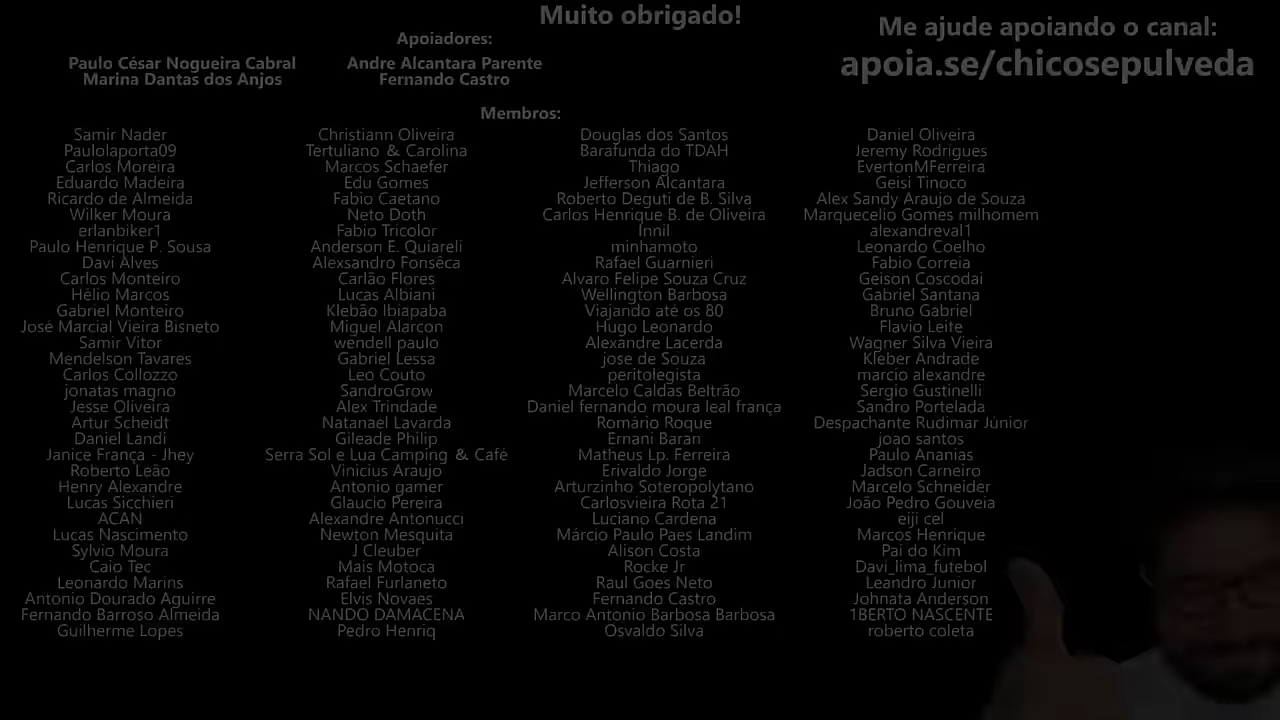 Muito obrigado!
Me ajude apoiando o canal:
apoia.se/chicosepulveda
Apoiadores:
Paulo César Nogueira Cabral
Marina Dantas dos Anjos
Andre Alcantara Parente
Fernando Castro
Membros:
Samir Nader
Paulolaporta09
Carlos Moreira
Eduardo Madeira
Ricardo de Almeida
Wilker Moura
erlanbiker1
Paulo Henrique P. Sousa
Davi Alves
Carlos Monteiro
Hélio Marcos
Gabriel Monteiro
José Marcial Vieira Bisneto
Samir Vitor
Mendelson Tavares
Carlos Collozzo
jonatas magno
Jesse Oliveira
Artur Scheidt
Daniel Landi
Janice França - Jhey
Roberto Leão
Henry Alexandre
Lucas Sicchieri
ACAN
Lucas Nascimento
Sylvio Moura
Caio Tec
Leonardo Marins
Antonio Dourado Aguirre
Fernando Barroso Almeida
Guilherme Lopes
Christiann Oliveira
Tertuliano & Carolina
Marcos Schaefer
Edu Gomes
Fabio Caetano
Neto Doth
Fabio Tricolor
Anderson E. Quiareli
Alexsandro Fonsêca
Carlão Flores
Lucas Albiani
Klebão Ibiapaba
Miguel Alarcon
wendell paulo
Gabriel Lessa
Leo Couto
SandroGrow
Alex Trindade
Natanael Lavarda
Gileade Philip
Serra Sol e Lua Camping & Café
Vinicius Araujo
Antonio gamer
Glaucio Pereira
Alexandre Antonucci
Newton Mesquita
J Cleuber
Mais Motoca
Rafael Furlaneto
Elvis Novaes
NANDO DAMACENA
Pedro Henriq
Douglas dos Santos
Barafunda do TDAH
Thiago
Jefferson Alcantara
Roberto Deguti de B. Silva
Carlos Henrique B. de Oliveira
Innil
minhamoto
Rafael Guarnieri
Alvaro Felipe Souza Cruz
Wellington Barbosa
Viajando até os 80
Hugo Leonardo
Alexandre Lacerda
jose de Souza
peritolegista
Marcelo Caldas Beltrão
Daniel fernando moura leal frança
Romário Roque
Ernani Baran
Matheus Lp. Ferreira
Erivaldo Jorge
Arturzinho Soteropolytano
Carlosvieira Rota 21
Luciano Cardena
Márcio Paulo Paes Landim
Alison Costa
Rocke Jr
Raul Goes Neto
Fernando Castro
Marco Antonio Barbosa Barbosa
Osvaldo Silva
Daniel Oliveira
Jeremy Rodrigues
EvertonMFerreira
Geisi Tinoco
Alex Sandy Araujo de Souza
Marquecelio Gomes milhomem
alexandreval1
Leonardo Coelho
Fabio Correia
Geison Coscodai
Gabriel Santana
Bruno Gabriel
Flavio Leite
Wagner Silva Vieira
Kleber Andrade
marcio alexandre
Sergio Gustinelli
Sandro Portelada
Despachante Rudimar Júnior
joao santos
Paulo Ananias
Jadson Carneiro
Marcelo Schneider
João Pedro Gouveia
eiji cel
Marcos Henrique
Pai do Kim
Davi_lima_futebol
Leandro Junior
Johnata Anderson
1BERTO NASCENTE
roberto coleta